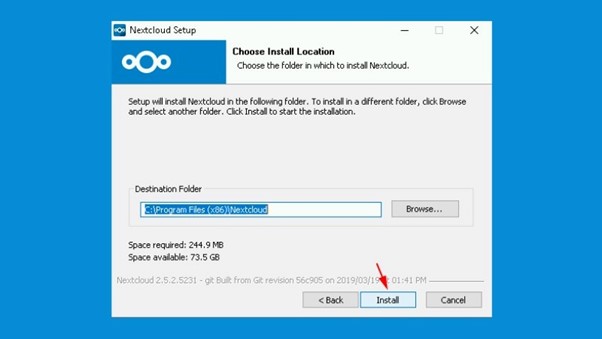 Nextcloud Setup
Choose Install Location
Choose the folder in which to install Nextcloud.
Setup will install Nextcloud in the following folder. To install in a different folder, click Browse
and select another folder. Click Install to start the installation.
Destination Folder
C:\Program Files (x86)\Nextcloud
Browse...
Space required: 244.9 MB
Space available: 73.5 GB
Nextcloud 2.5.2.5231 - git Built from Git revision 56c905 on 2019/03/19 01:41 PM
< Back
Install
Cancel